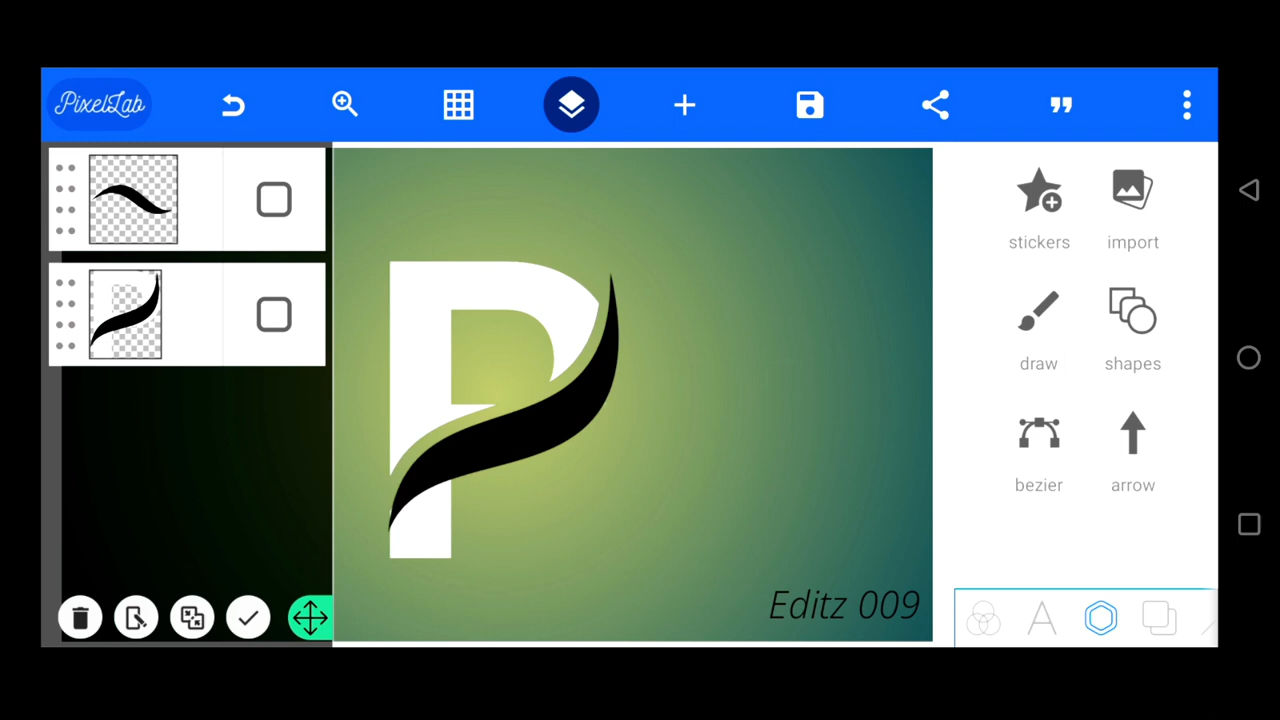 PixelLab
stickers
import
draw
shapes
bezier
arrow
P
Editz 009
A